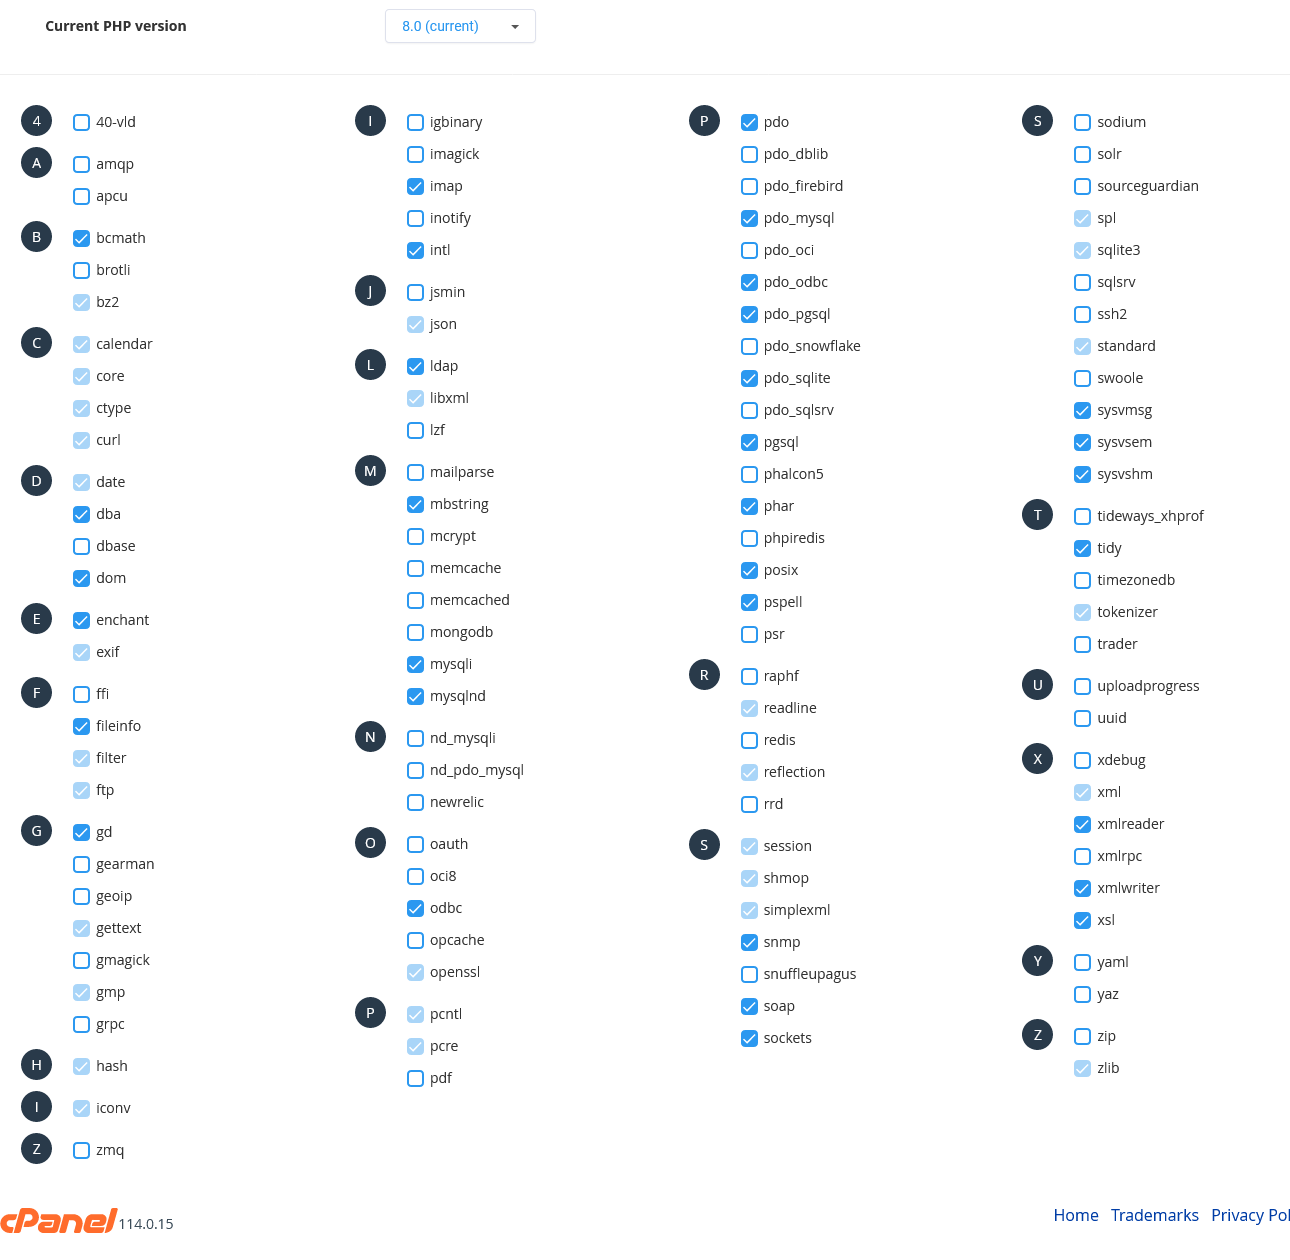 Current PHP version
8.0 (current)
4
40-vld
A
amqp
apcu
B
bcmath
brotli
bz2
C
calendar
core
ctype
curl
D
date
dba
dbase
dom
E
enchant
exif
F
ffi
fileinfo
filter
ftp
G
gd
gearman
geoip
gettext
gmagick
gmp
grpc
H
hash
I
iconv
Z
zmq
I
igbinary
imagick
imap
inotify
intl
J
jsmin
json
L
ldap
libxml
lzf
M
mailparse
mbstring
mcrypt
memcache
memcached
mongodb
mysqli
mysqlnd
N
nd_mysqli
nd_pdo_mysql
newrelic
O
oauth
oci8
odbc
opcache
openssl
P
pcntl
pcre
pdf
P
pdo
pdo_dblib
pdo_firebird
pdo_mysql
pdo_oci
pdo_odbc
pdo_pgsql
pdo_snowflake
pdo_sqlite
pdo_sqlsrv
pgsql
phalcon5
phar
phpiredis
posix
pspell
psr
R
raphf
readline
redis
reflection
rrd
S
session
shmop
simplexml
snmp
snuffleupagus
soap
sockets
S
sodium
solr
sourceguardian
spl
sqlite3
sqlsrv
ssh2
standard
swoole
sysvmsg
sysvsem
sysvshm
T
tideways_xhprof
tidy
timezonedb
tokenizer
trader
U
uploadprogress
uuid
X
xdebug
xml
xmlreader
xmlrpc
xmlwriter
xsl
Y
yaml
yaz
Z
zip
zlib
cPanel 114.0.15
Home Trademarks Privacy Pol